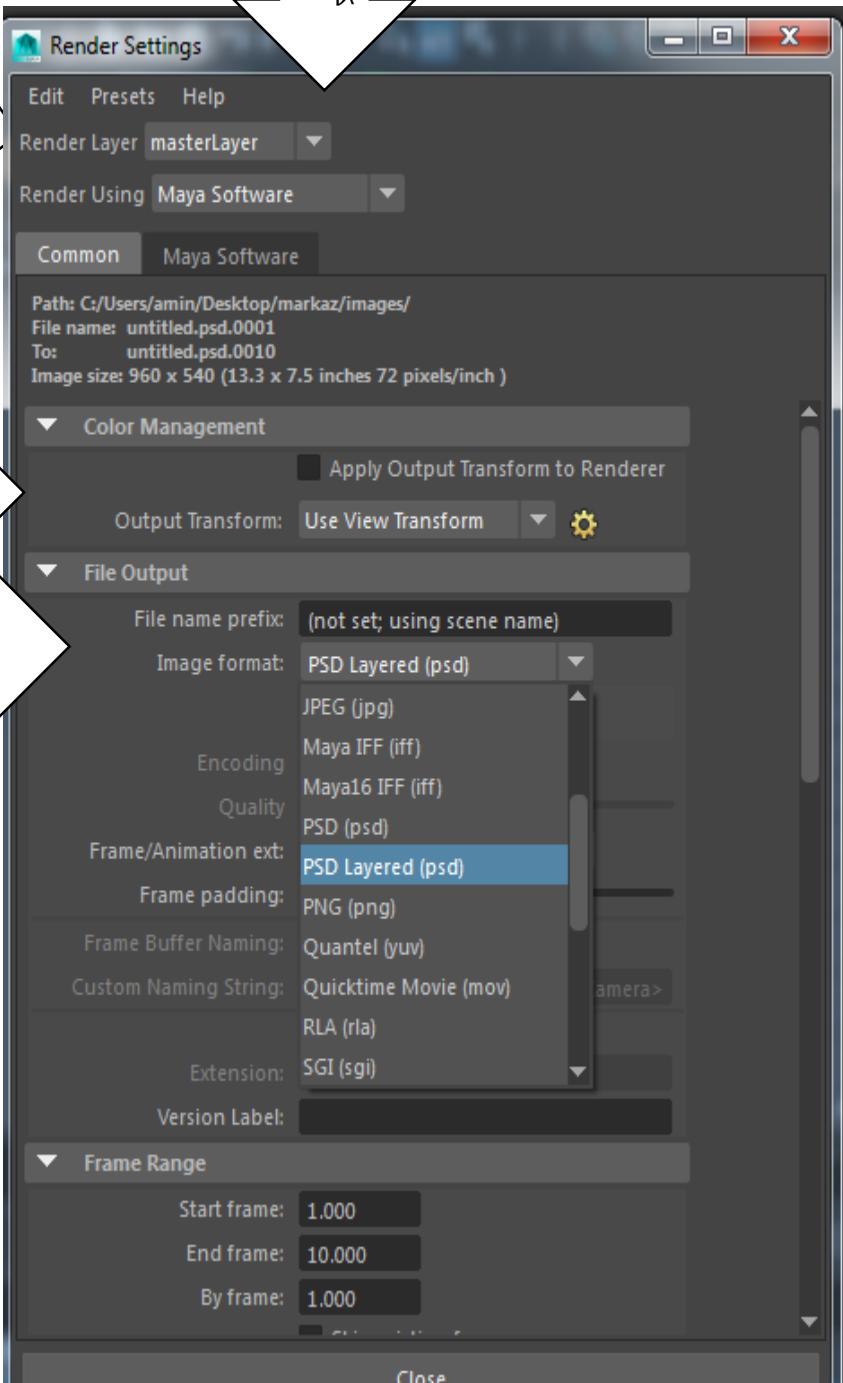 Render Settings
Edit Presets Help
Render Layer masterLayer
Render Using Maya Software
Common Maya Software
Path: C:/Users/amin/Desktop/markaz/images/
File name: untitled.psd.0001
To: untitled.psd.0010
Image size: 960 x 540 (13.3 x 7.5 inches 72 pixels/inch )
Color Management
Apply Output Transform to Renderer
Output Transform: Use View Transform
File Output
File name prefix: (not set; using scene name)
Image format: PSD Layered (psd)
JPEG (jpg)
Maya IFF (iff)
Encoding
Maya16 IFF (iff)
Quality
PSD (psd)
Frame/Animation ext:
PSD Layered (psd)
Frame padding:
PNG (png)
Frame Buffer Naming: Quantel (yuv)
Custom Naming String: Quicktime Movie (mov) amera>
RLA (rla)
Extension: SGI (sgi)
Version Label:
Frame Range
Start frame: 1.000
End frame: 10.000
By frame: 1.000
Close